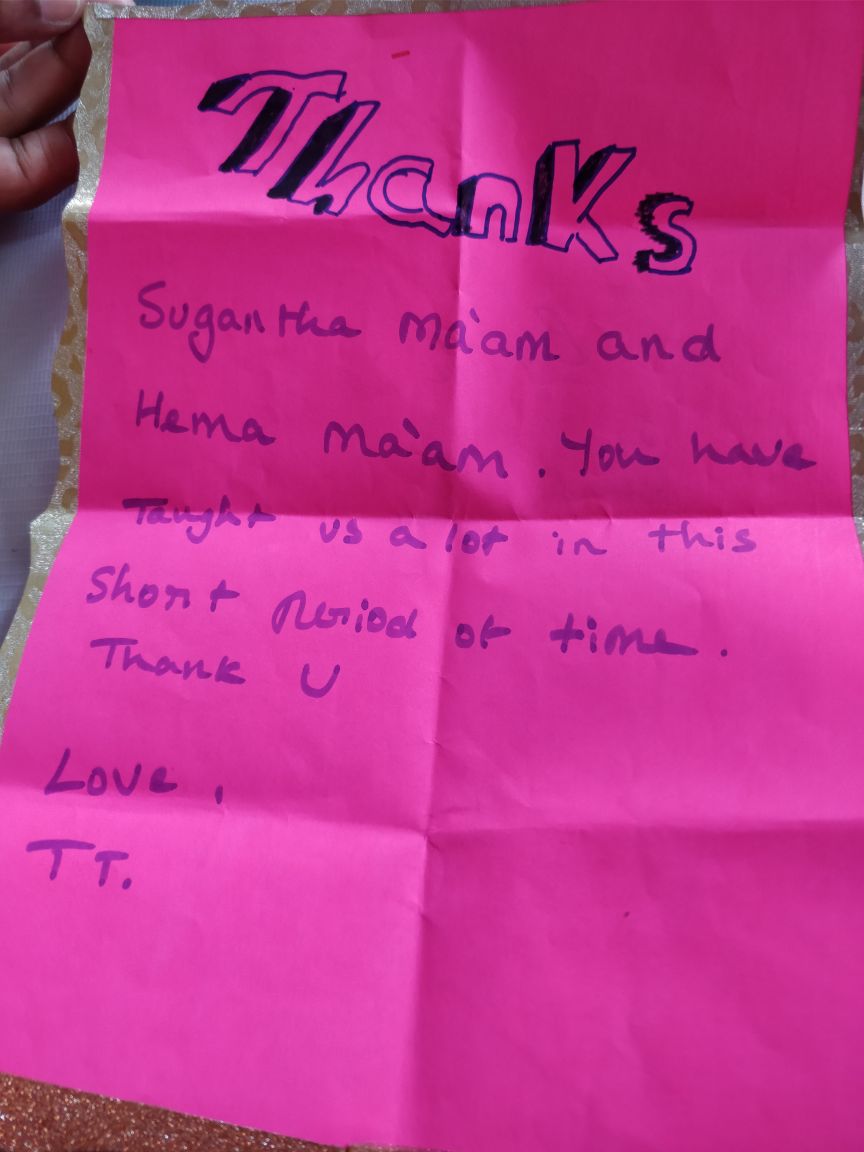 Thanks
Sugantha Ma'am and
Hema Ma'am. You have
Taught us a lot in this
Short Period of time.
Thank U
Love,
TT.